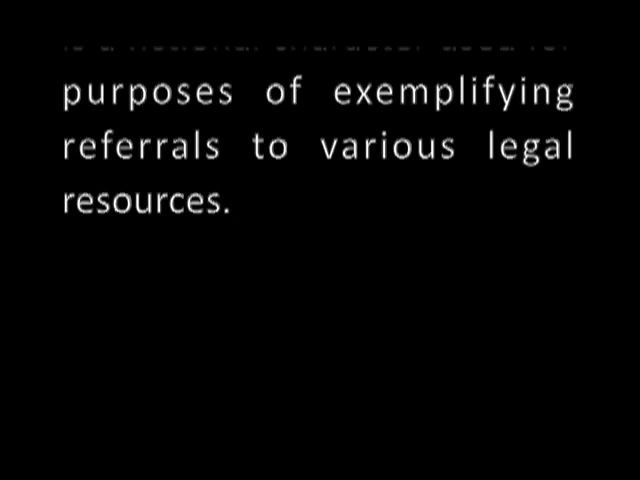 purposes of exemplifying
referrals to various legal
resources.